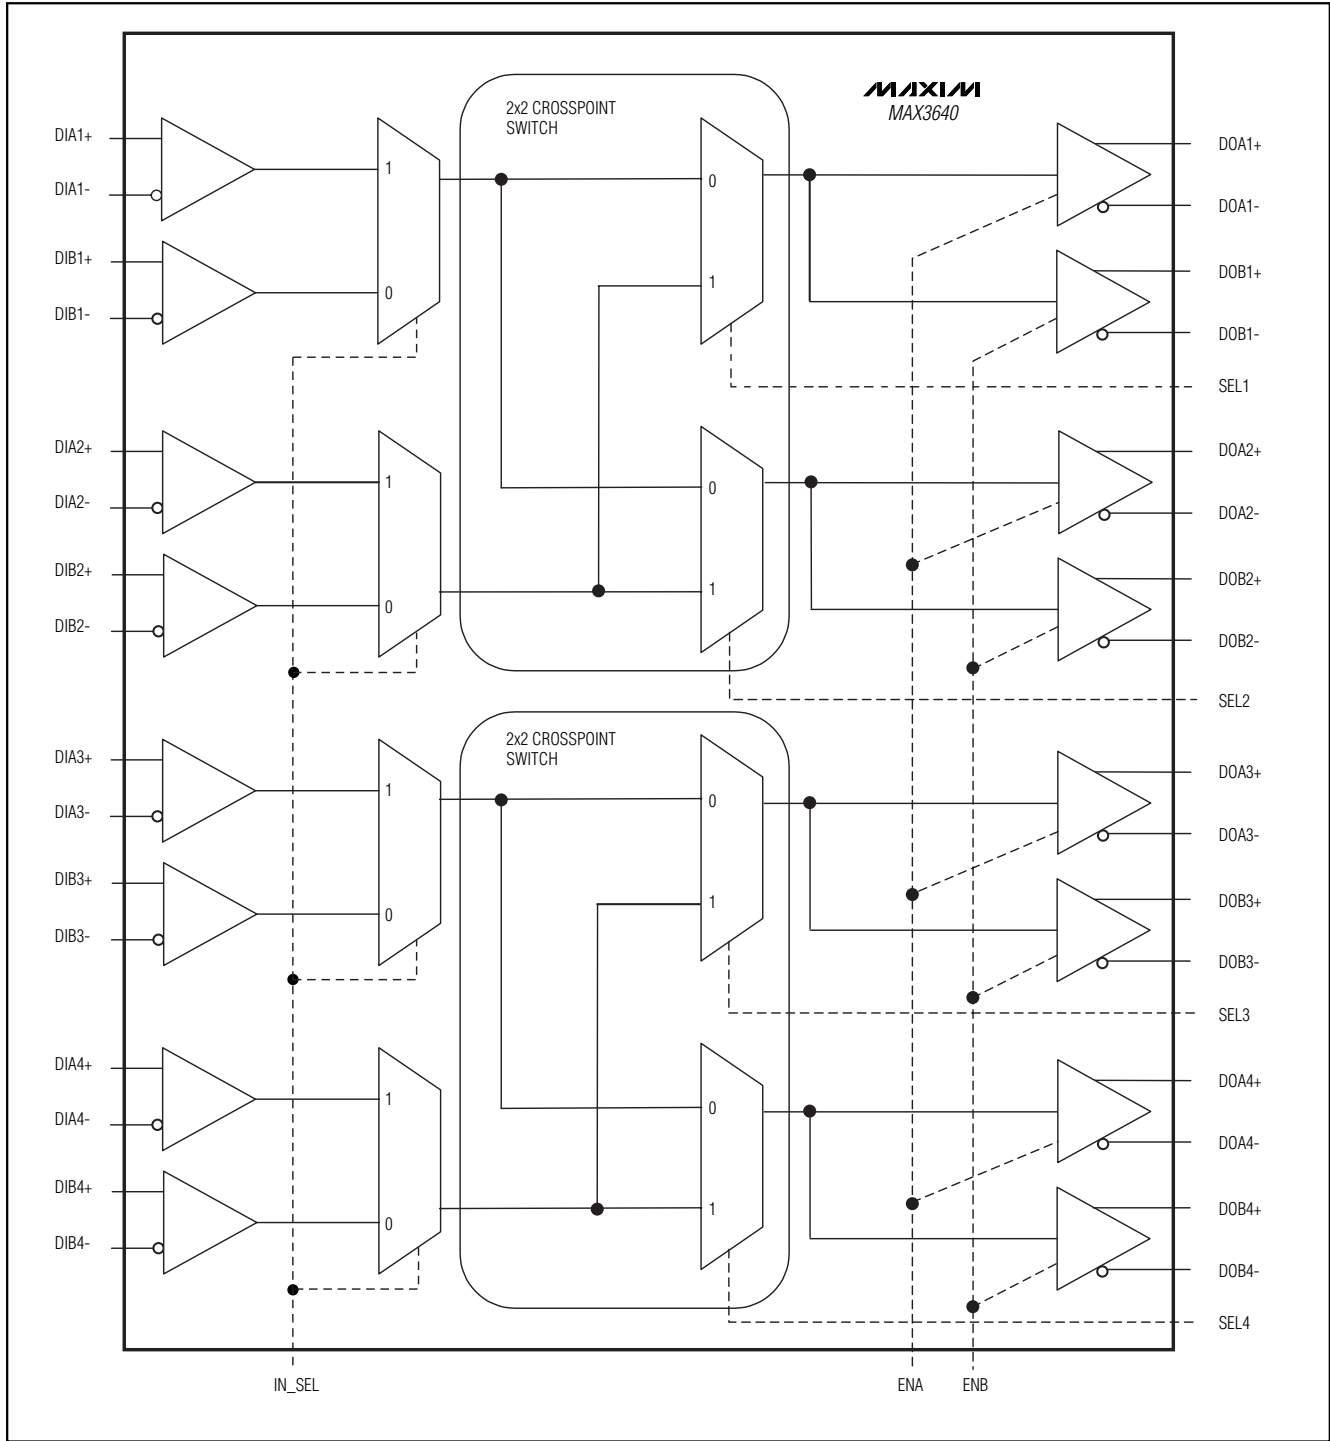 MAXIM
MAX3640
2x2 CROSSPOINT
SWITCH
DIA1+
DIA1-
DIB1+
DIB1-
1
0
0
1
DOA1+
DOA1-
DOB1+
DOB1-
SEL1
DIA2+
DIA2-
DIB2+
DIB2-
1
0
0
1
DOA2+
DOA2-
DOB2+
DOB2-
SEL2
2x2 CROSSPOINT
SWITCH
DIA3+
DIA3-
DIB3+
DIB3-
1
0
0
1
DOA3+
DOA3-
DOB3+
DOB3-
SEL3
DIA4+
DIA4-
DIB4+
DIB4-
1
0
0
1
DOA4+
DOA4-
DOB4+
DOB4-
SEL4
IN_SEL
ENA
ENB